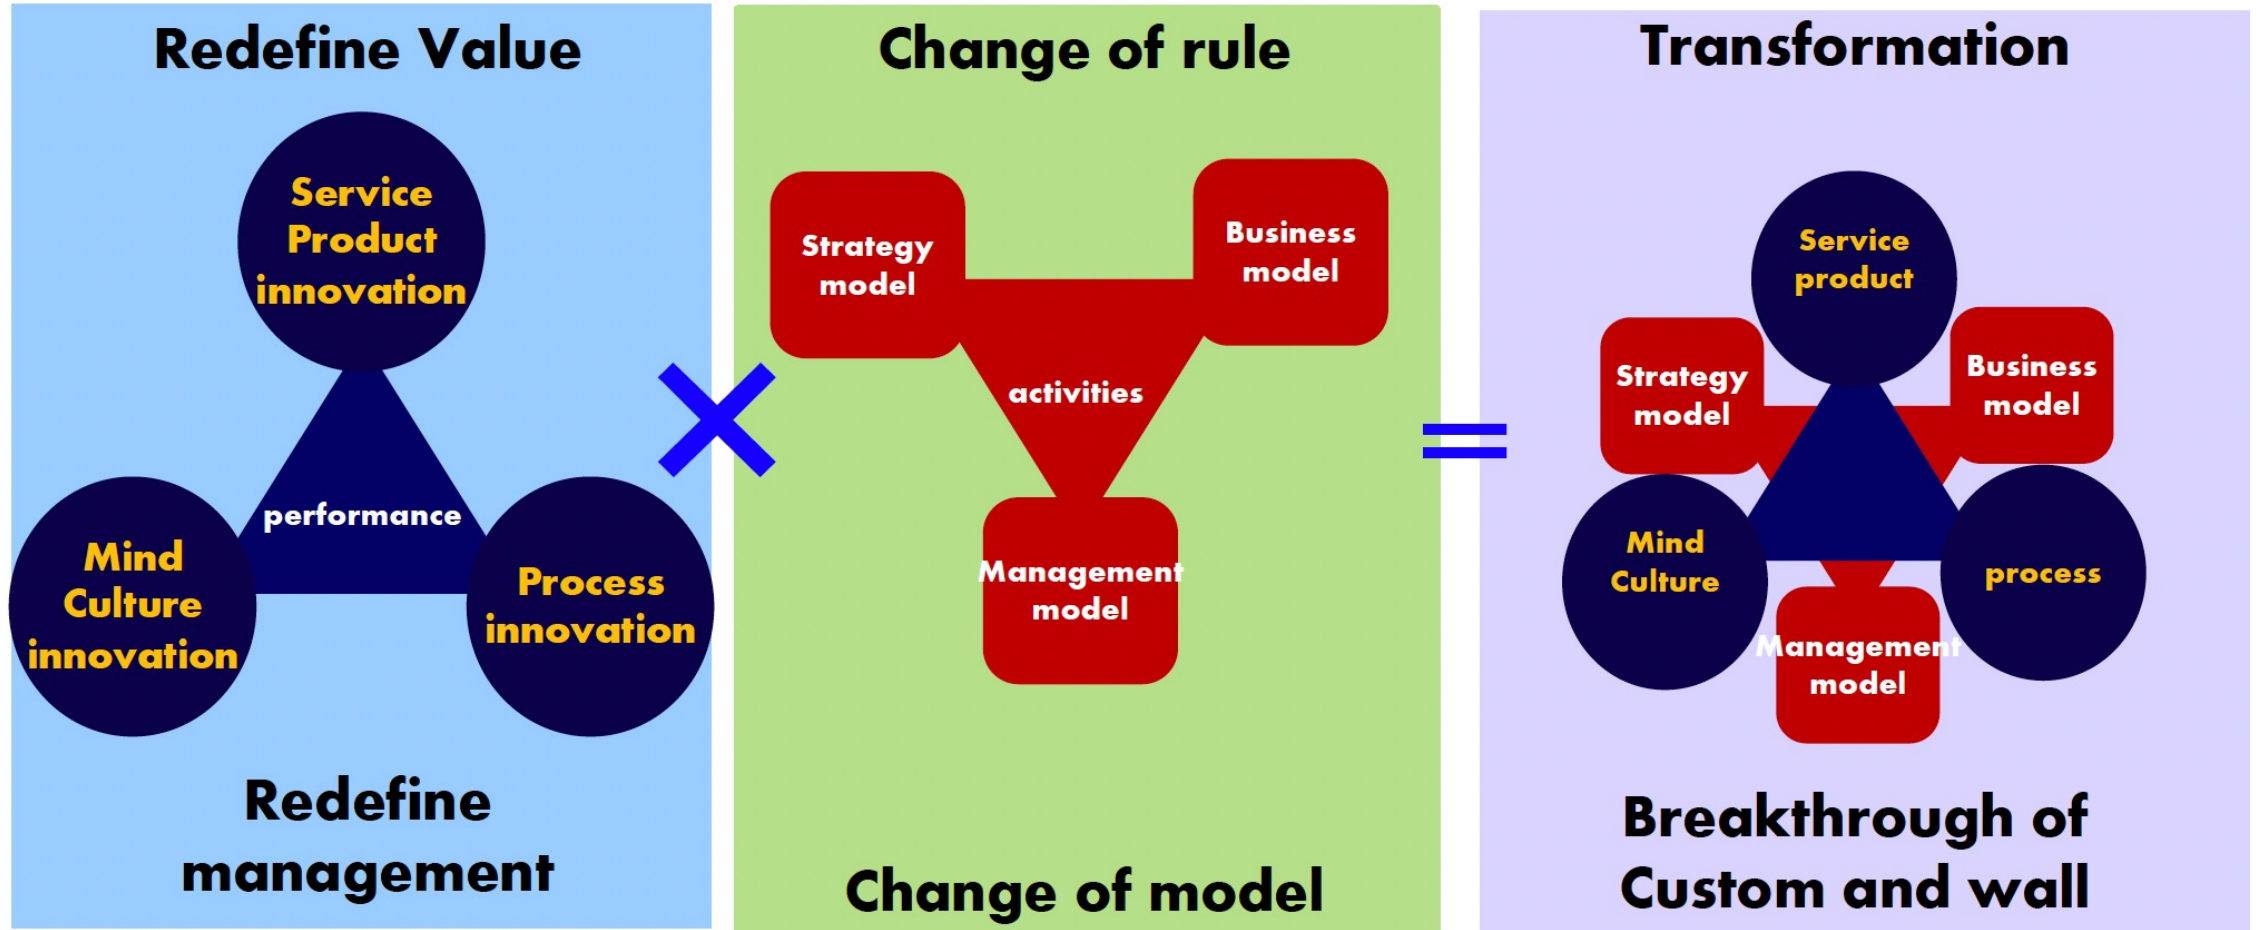 Redefine Value
Service
Product
innovation
performance
Mind
Culture
innovation
Process
innovation
Redefine
management
Change of rule
Strategy
model
Business
model
activities
Management
model
Change of model
Transformation
Service
product
Strategy
model
Business
model
Mind
Culture
process
Management
model
Breakthrough of
Custom and wall